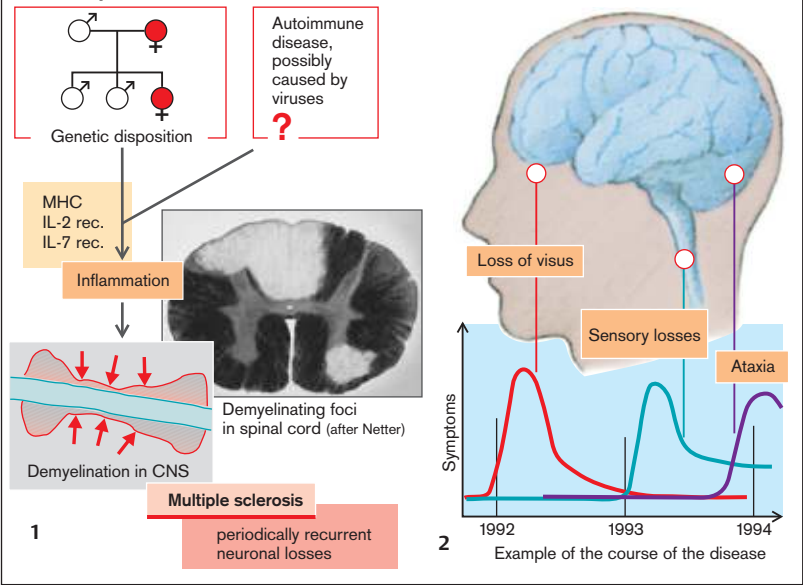 Autoimmune
disease,
possibly
caused by
viruses
?
Genetic disposition
MHC
IL-2 rec.
IL-7 rec.
Inflammation
Demyelinating foci
in spinal cord (after Netter)
Demyelination in CNS
Multiple sclerosis
periodically recurrent
neuronal losses
1
Loss of visus
Sensory losses
Ataxia
Symptoms
1992 1993 1994
2
Example of the course of the disease